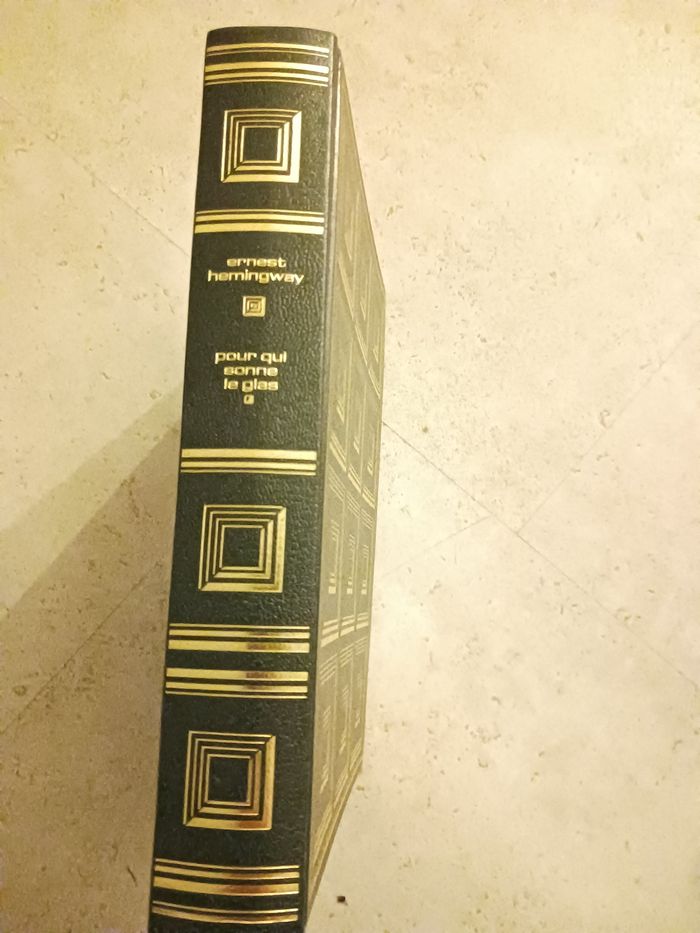 ernest
hemingway
pour qui
sonne
le glas